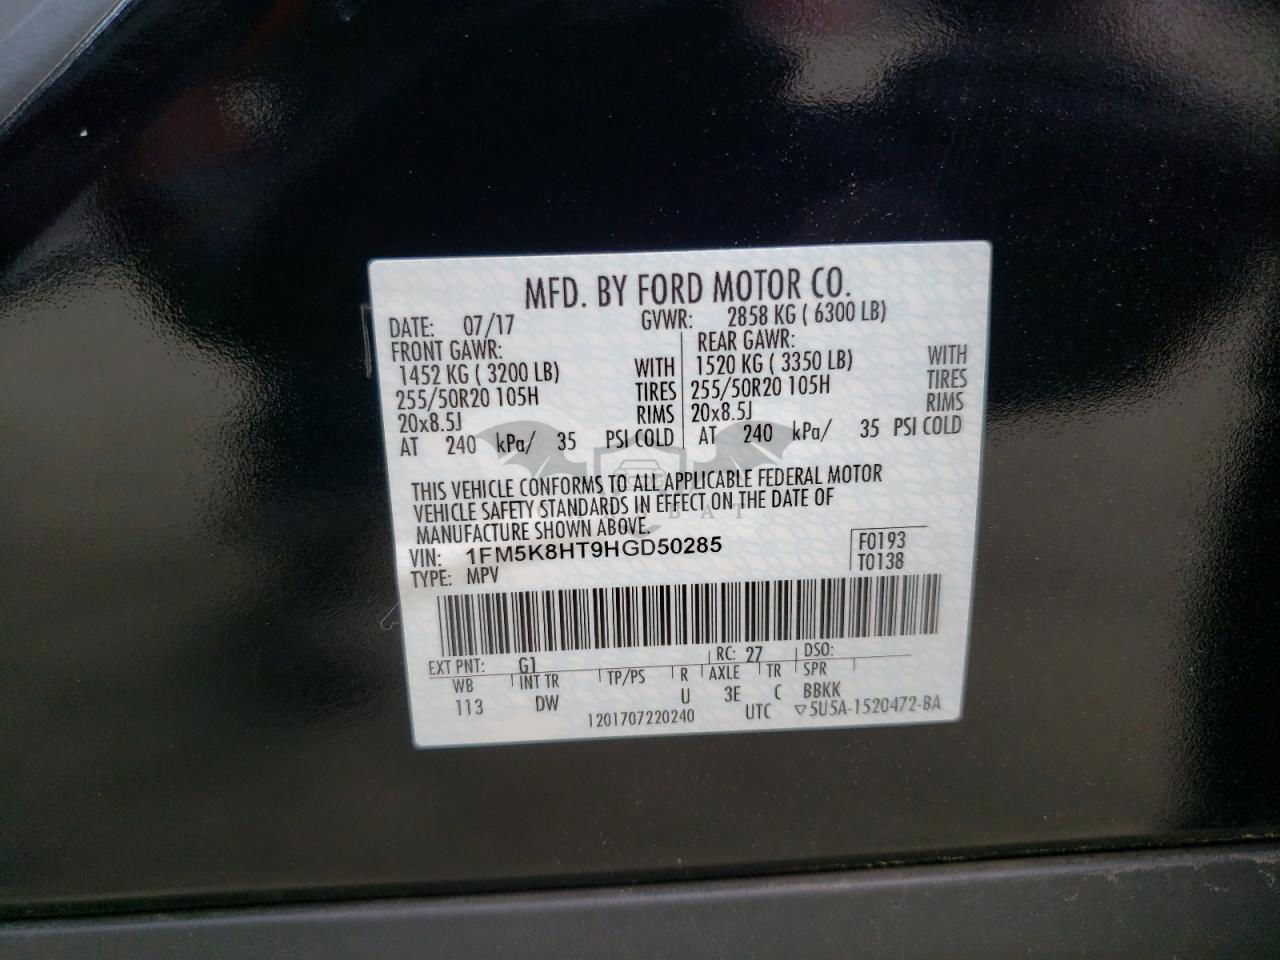 MFD. BY FORD MOTOR CO.
DATE: 07/17 GVWR: 2858 KG ( 6300 LB)
FRONT GAWR: REAR GAWR:
1452 KG ( 3200 LB) WITH 1520 KG ( 3350 LB) WITH
255/50R20 105H TIRES 255/50R20 105H TIRES
20x8.5J RIMS 20x8.5J RIMS
AT 240 kPa/ 35 PSI COLD AT 240 kPa/ 35 PSI COLD
THIS VEHICLE CONFORMS TO ALL APPLICABLE FEDERAL MOTOR
VEHICLE SAFETY STANDARDS IN EFFECT ON THE DATE OF
MANUFACTURE SHOWN ABOVE.
VIN: 1FM5K8HT9HGD50285 F0193
TYPE: MPV T0138
EXT PNT: G1 RC: 27 DSO:
WB INT TR TP/PS R AXLE TR SPR
113 DW U 3E C BBKK
1201707220240 UTC ▽5U5A-1520472-BA